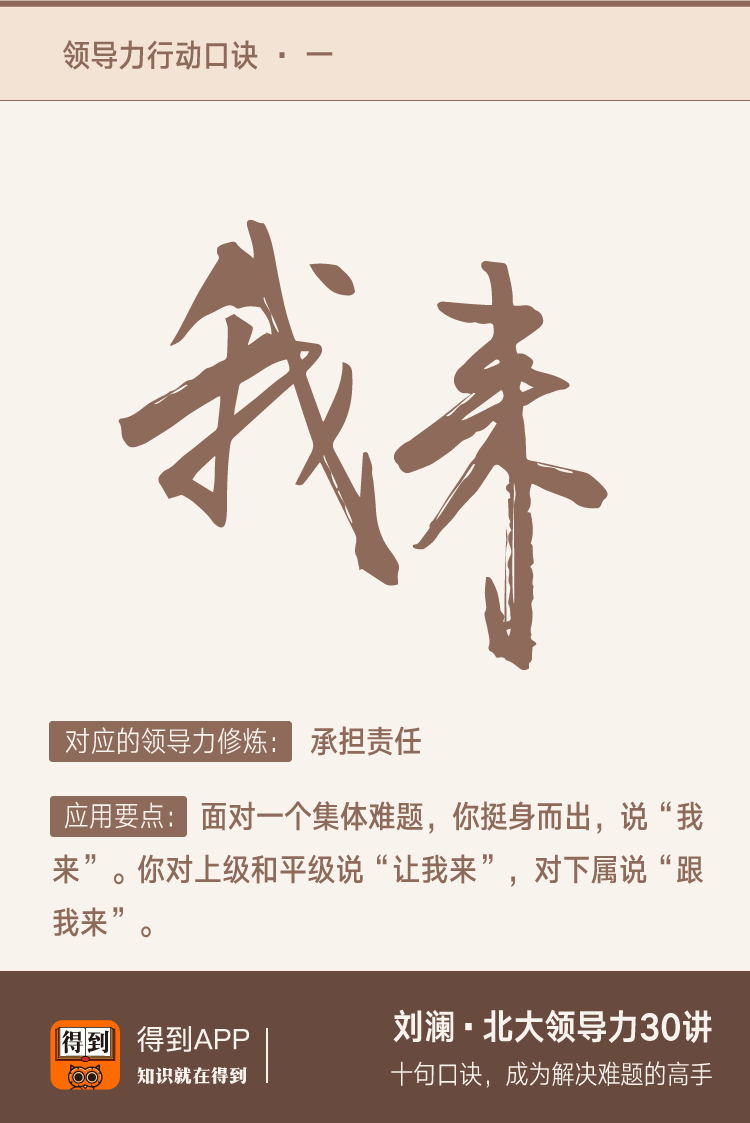 领导力行动口诀 · 一
我来
对应的领导力修炼: 承担责任
应用要点: 面对一个集体难题，你挺身而出，说“我
来”。你对上级和平级说“让我来”，对下属说“跟
我来”。
得到
得到APP
知识就在得到
刘澜·北大领导力30讲
十句口诀，成为解决难题的高手